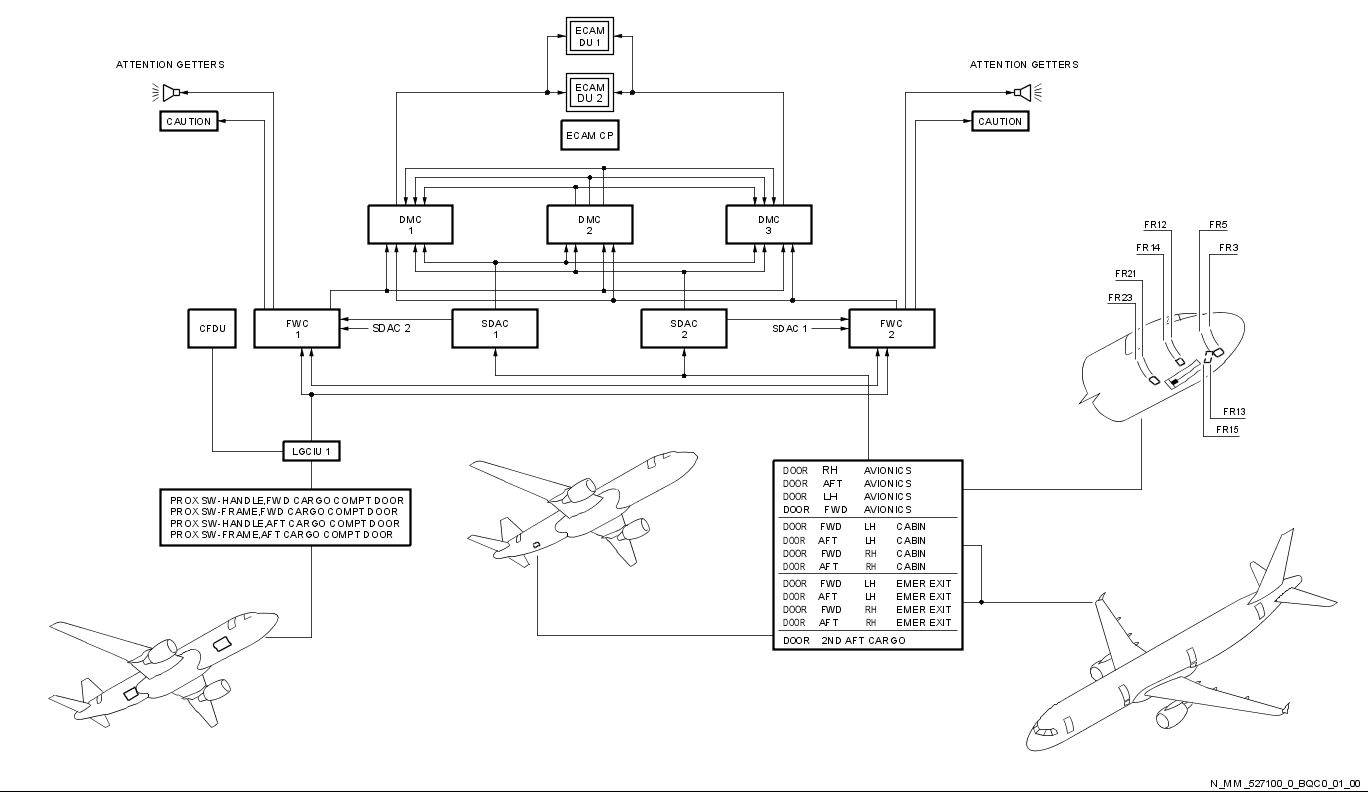 ECAM
DU 1
ATTENTION GETTERS
ATTENTION GETTERS
ECAM
DU 2
CAUTION
CAUTION
ECAM CP
DMC
1
DMC
2
DMC
3
FR12
FR5
FR14
FR3
FR21
FR23
CFDU
FWC
1
SDAC 2
SDAC
1
SDAC
2
SDAC 1
FWC
2
FR13
FR15
LGCIU 1
PROX SW-HANDLE,FWD CARGO COMPT DOOR
PROX SW-FRAME,FWD CARGO COMPT DOOR
PROX SW-HANDLE,AFT CARGO COMPT DOOR
PROX SW-FRAME,AFT CARGO COMPT DOOR
DOOR RH AVIONICS
DOOR AFT AVIONICS
DOOR LH AVIONICS
DOOR FWD AVIONICS
DOOR FWD LH CABIN
DOOR AFT LH CABIN
DOOR FWD RH CABIN
DOOR AFT RH CABIN
DOOR FWD LH EMER EXIT
DOOR AFT LH EMER EXIT
DOOR FWD RH EMER EXIT
DOOR AFT RH EMER EXIT
DOOR 2ND AFT CARGO
N_MM_527100_0_BQC0_01_00